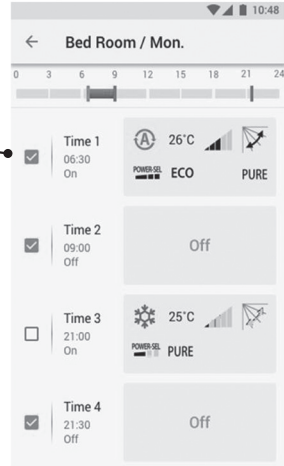 10:48
Bed Room / Mon.
0 3 6 9 12 15 18 21 24
Time 1
06:30
On
A 26°C
POWER-SEL ECO PURE
Time 2
09:00
Off
Off
Time 3
21:00
On
25°C
POWER-SEL PURE
Time 4
21:30
Off
Off